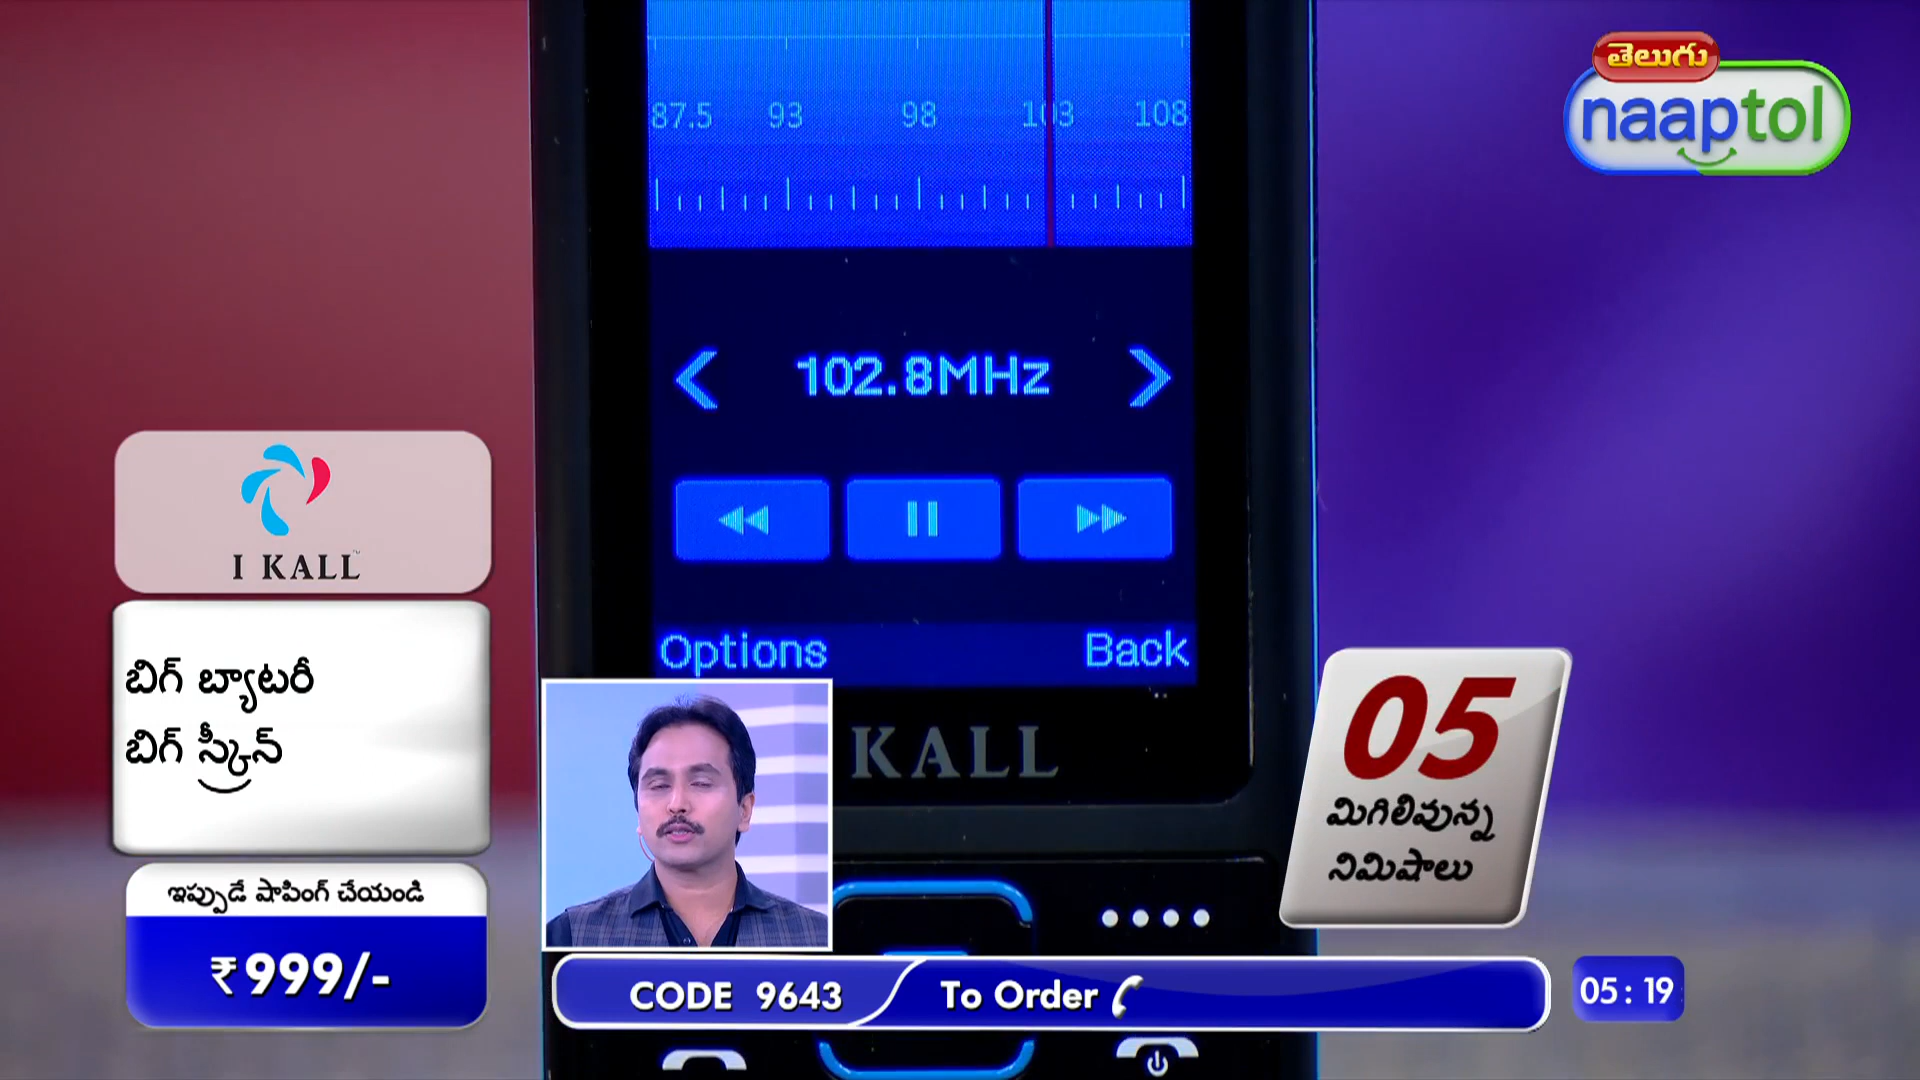 తెలుగు
naaptol
87.5 93 98 103 108
102.8MHz
Options Back
KALL
I KALL
బిగ్ బ్యాటరీ
బిగ్ స్క్రీన్
ఇప్పుడే షాపింగ్ చేయండి
₹999/-
05
మిగిలివున్న
నిమిషాలు
CODE 9643 To Order
05:19